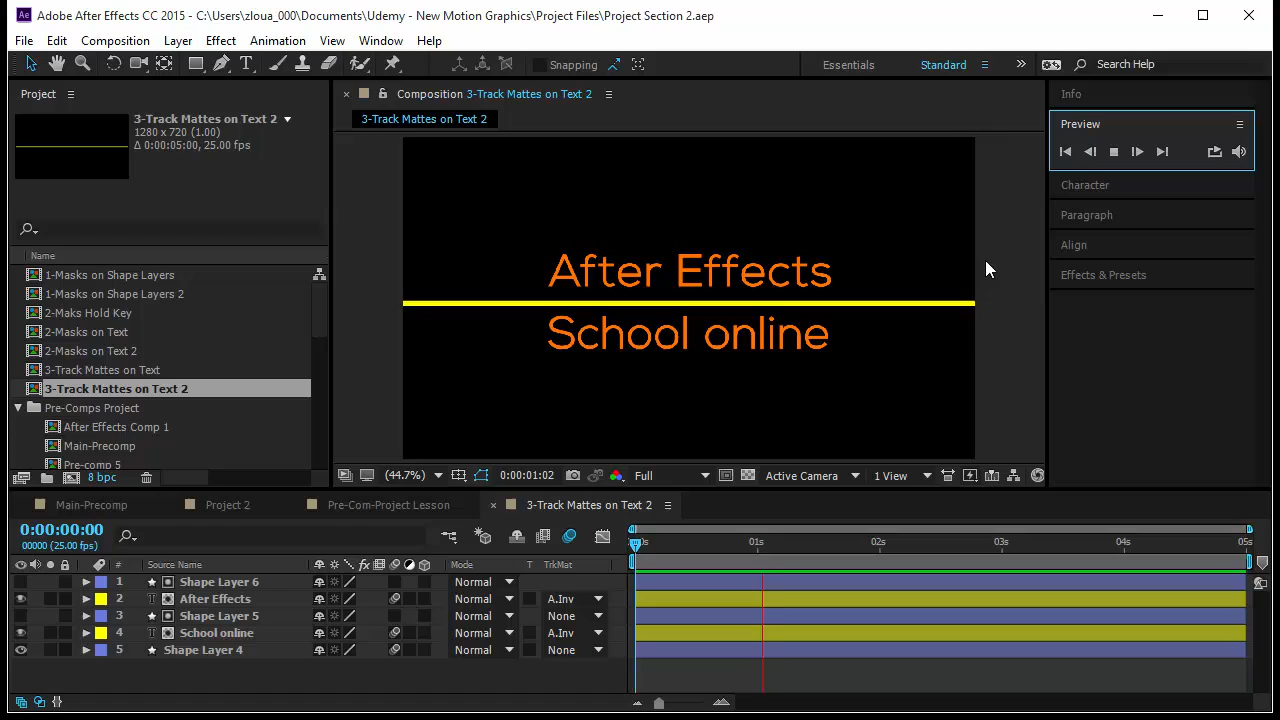 Adobe After Effects CC 2015 - C:\Users\zloua_000\Documents\Udemy - New Motion Graphics\Project Files\Project Section 2.aep
File Edit Composition Layer Effect Animation View Window Help
Snapping Essentials Standard Search Help
Project
3-Track Mattes on Text 2
1280 x 720 (1.00)
Δ 0:00:05:00, 25.00 fps
Name
1-Masks on Shape Layers
1-Masks on Shape Layers 2
2-Maks Hold Key
2-Masks on Text
2-Masks on Text 2
3-Track Mattes on Text
3-Track Mattes on Text 2
Pre-Comps Project
After Effects Comp 1
Main-Precomp
Pre-comp 5
8 bpc
Composition 3-Track Mattes on Text 2
3-Track Mattes on Text 2
After Effects
School online
(44.7%) 0:00:01:02 Full Active Camera 1 View
Info
Preview
Character
Paragraph
Align
Effects & Presets
Main-Precomp Project 2 Pre-Com-Project Lesson 3-Track Mattes on Text 2
0:00:00:00
00000 (25.00 fps)
01s 02s 03s 04s 05s
# Source Name Mode T TrkMat
1 Shape Layer 6 Normal
2 After Effects Normal A.Inv
3 Shape Layer 5 Normal None
4 School online Normal A.Inv
5 Shape Layer 4 Normal None